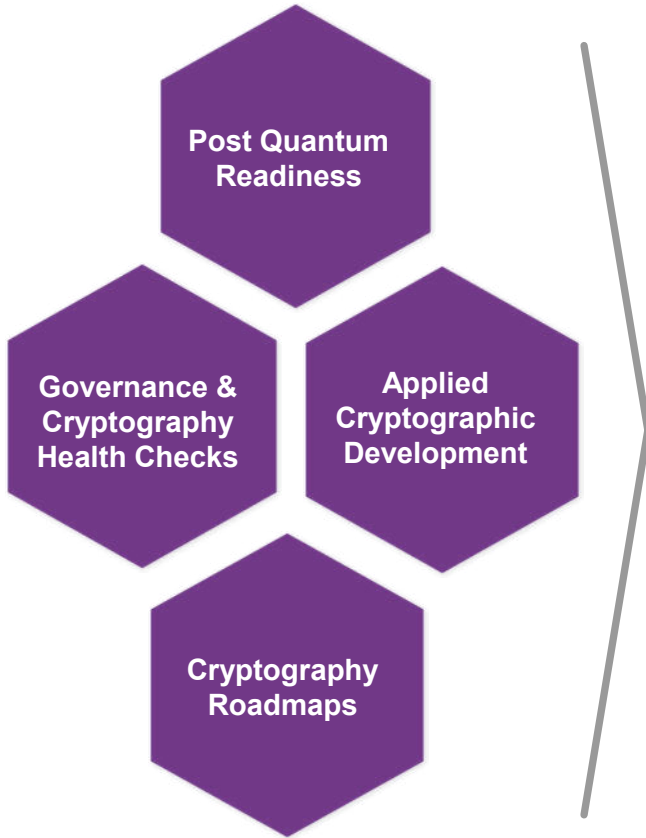 Post Quantum
Readiness
Governance &
Cryptography
Health Checks
Applied
Cryptographic
Development
Cryptography
Roadmaps